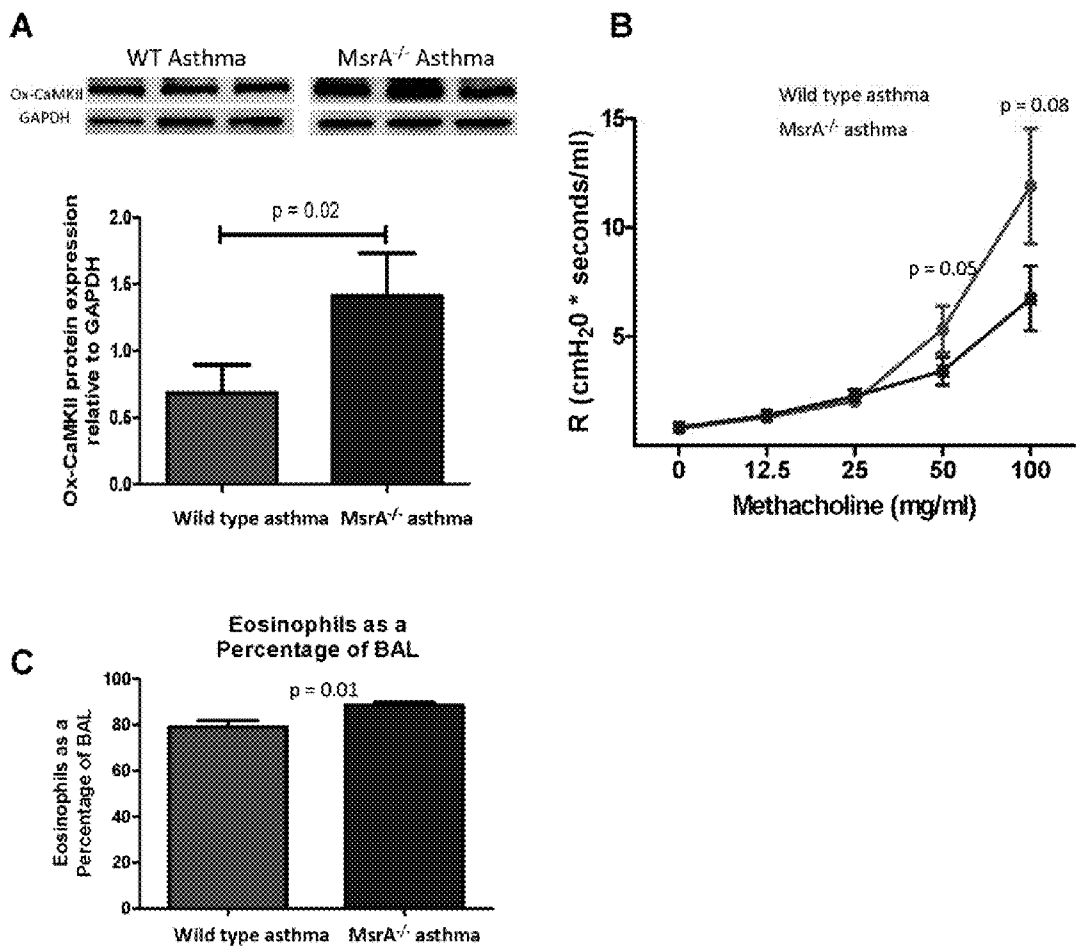 A
WT Asthma
MsrA-/- Asthma
Ox-CaMKII
GAPDH
p = 0.02
2.0
1.5
1.0
0.5
0.0
Ox-CaMKII protein expression
relative to GAPDH
Wild type asthma
MsrA-/- asthma
B
Wild type asthma
MsrA-/- asthma
p = 0.08
p = 0.05
15
10
5
R (cmH20 * seconds/ml)
0
12.5
25
50
100
Methacholine (mg/ml)
C
Eosinophils as a
Percentage of BAL
p = 0.01
100
80
60
40
20
0
Eosinophils as a
Percentage of BAL
Wild type asthma
MsrA-/- asthma